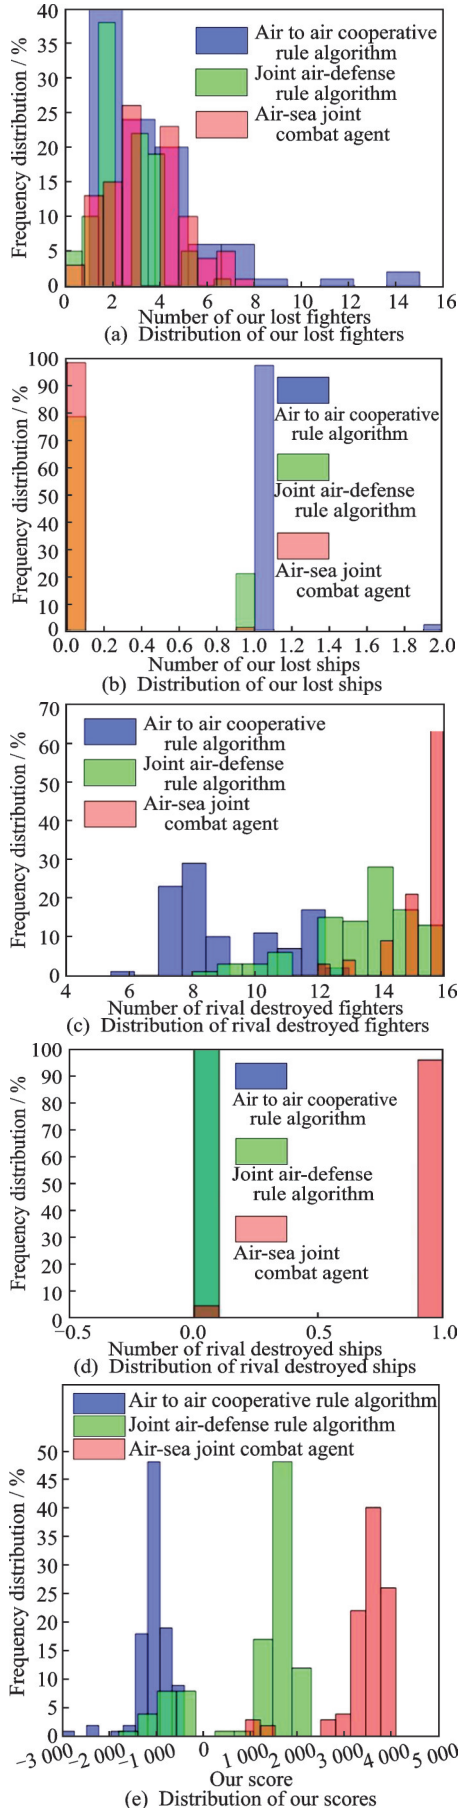 40
35
30
25
20
15
10
5
0
Frequency distribution / %
Air to air cooperative
rule algorithm
Joint air-defense
rule algorithm
Air-sea joint
combat agent
0 2 4 6 8 10 12 14 16
Number of our lost fighters
(a) Distribution of our lost fighters
100
90
80
70
60
50
40
30
20
10
0
Frequency distribution / %
Air to air cooperative
rule algorithm
Joint air-defense
rule algorithm
Air-sea joint
combat agent
0.0 0.2 0.4 0.6 0.8 1.0 1.2 1.4 1.6 1.8 2.0
Number of our lost ships
(b) Distribution of our lost ships
70
60
50
40
30
20
10
0
Frequency distribution / %
Air to air cooperative
rule algorithm
Joint air-defense
rule algorithm
Air-sea joint
combat agent
4 6 8 10 12 14 16
Number of rival destroyed fighters
(c) Distribution of rival destroyed fighters
100
90
80
70
60
50
40
30
20
10
0
Frequency distribution / %
Air to air cooperative
rule algorithm
Joint air-defense
rule algorithm
Air-sea joint
combat agent
−0.5 0.0 0.5 1.0
Number of rival destroyed ships
(d) Distribution of rival destroyed ships
Air to air cooperative rule algorithm
Joint air-defense rule algorithm
Air-sea joint combat agent
50
45
40
35
30
25
20
15
10
5
0
Frequency distribution / %
−3 000 −2 000 −1 000 0 1 000 2 000 3 000 4 000 5 000
Our score
(e) Distribution of our scores